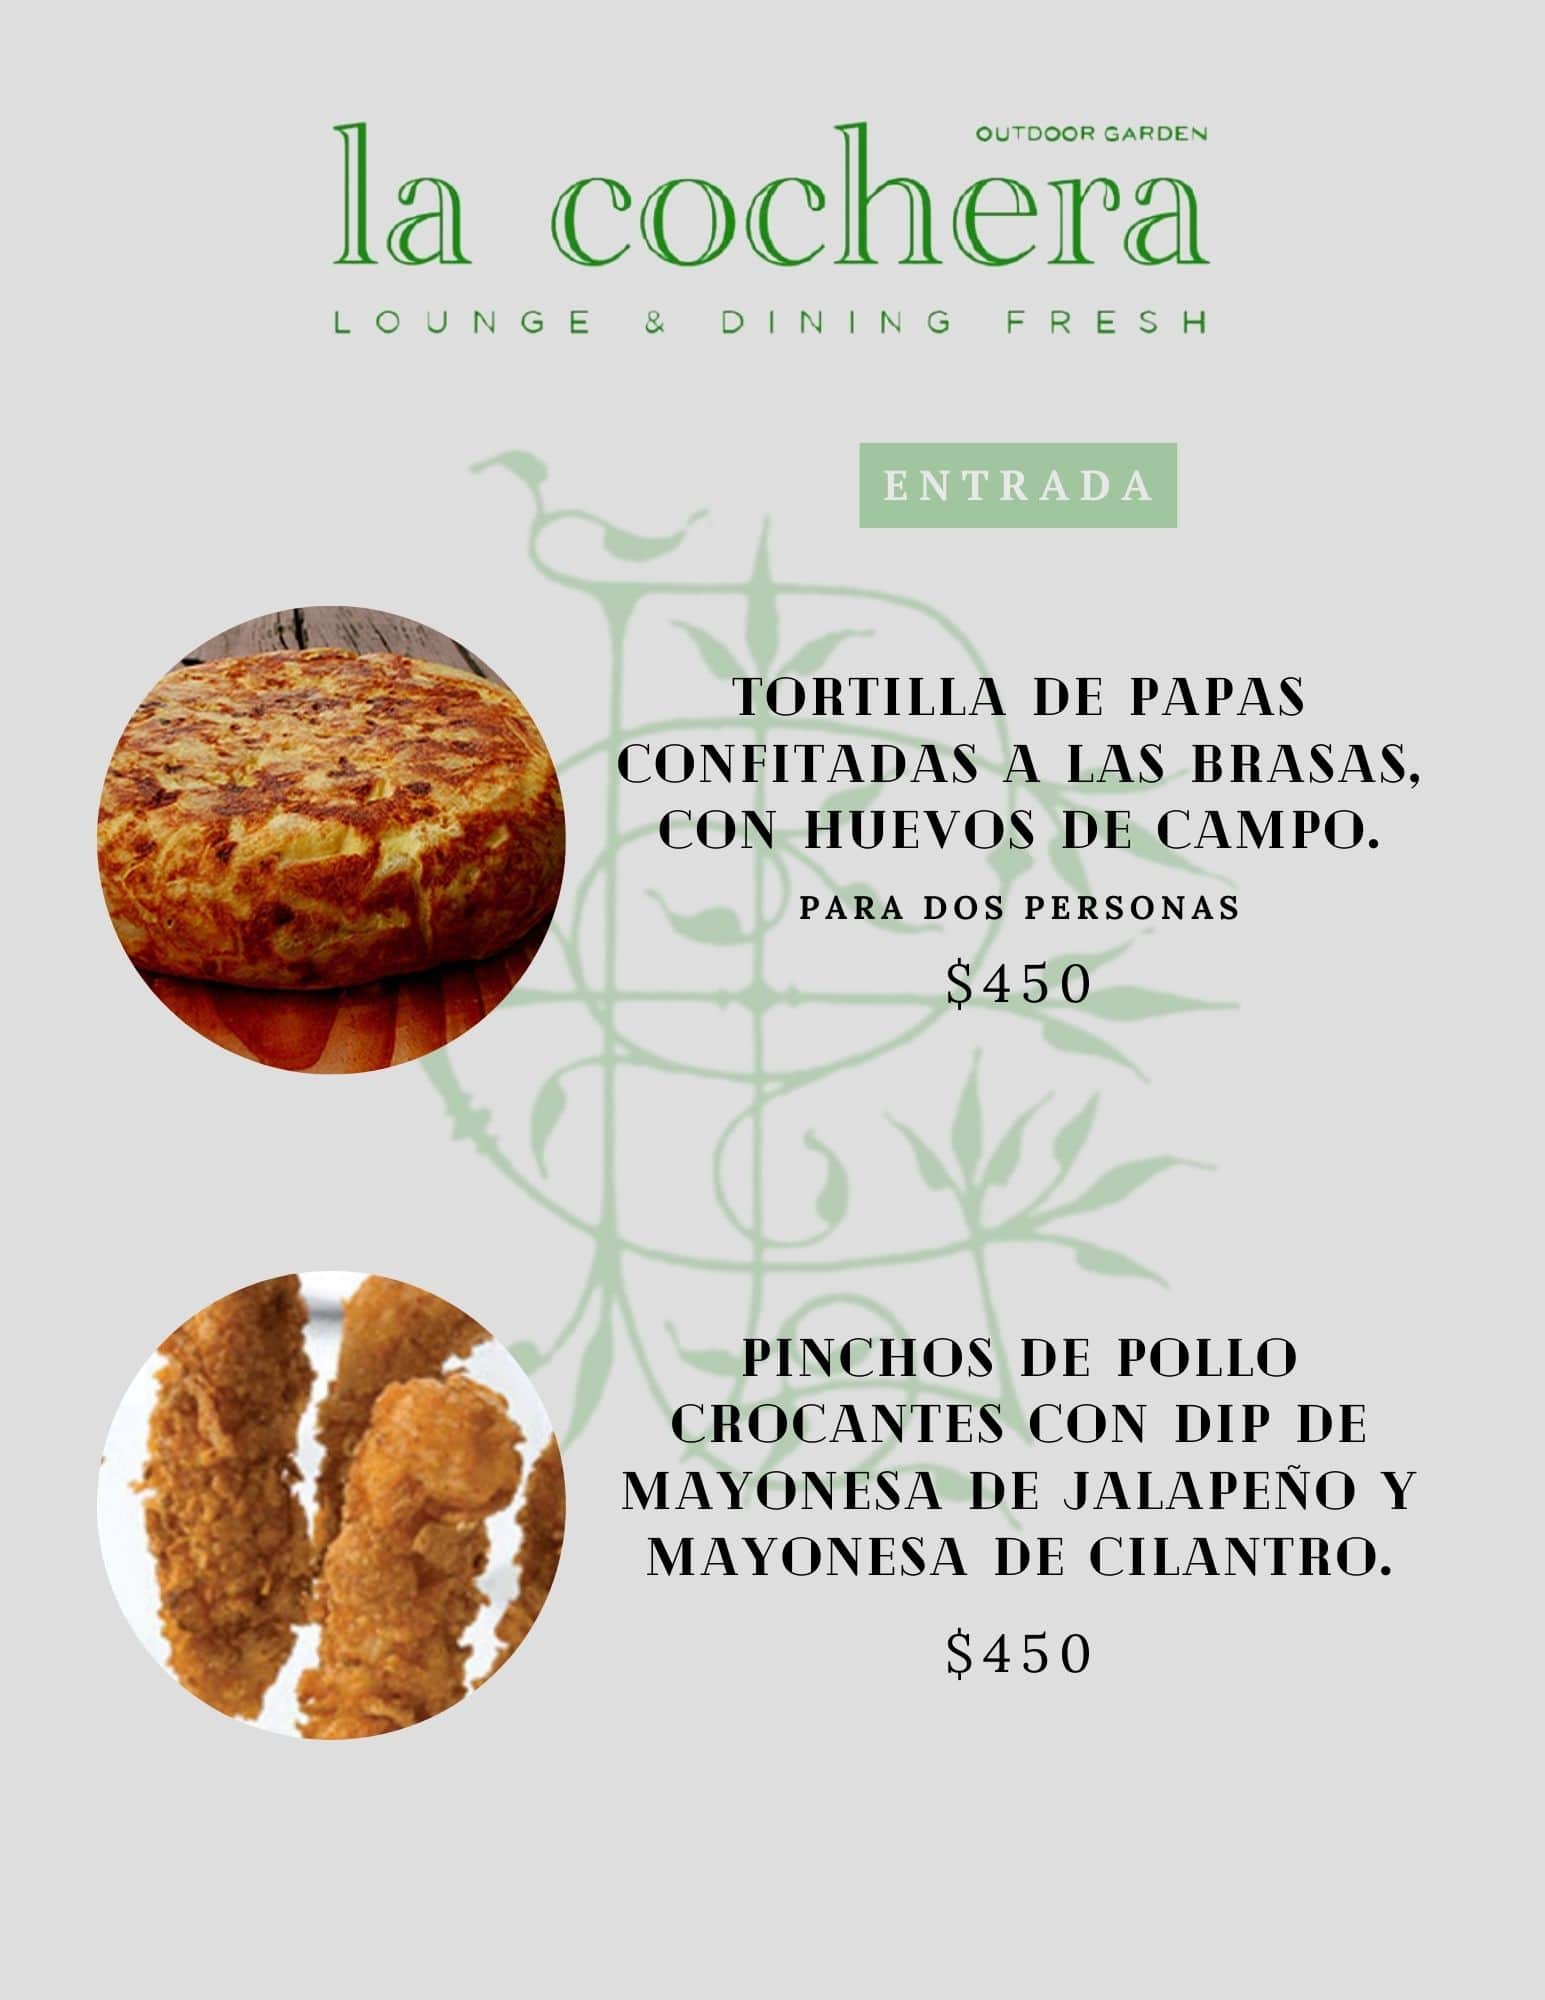 OUTDOOR GARDEN
la cochera
LOUNGE & DINING FRESH
ENTRADA
TORTILLA DE PAPAS
CONFITADAS A LAS BRASAS,
CON HUEVOS DE CAMPO.
PARA DOS PERSONAS
$450
PINCHOS DE POLLO
CROCANTES CON DIP DE
MAYONESA DE JALAPEÑO Y
MAYONESA DE CILANTRO.
$450